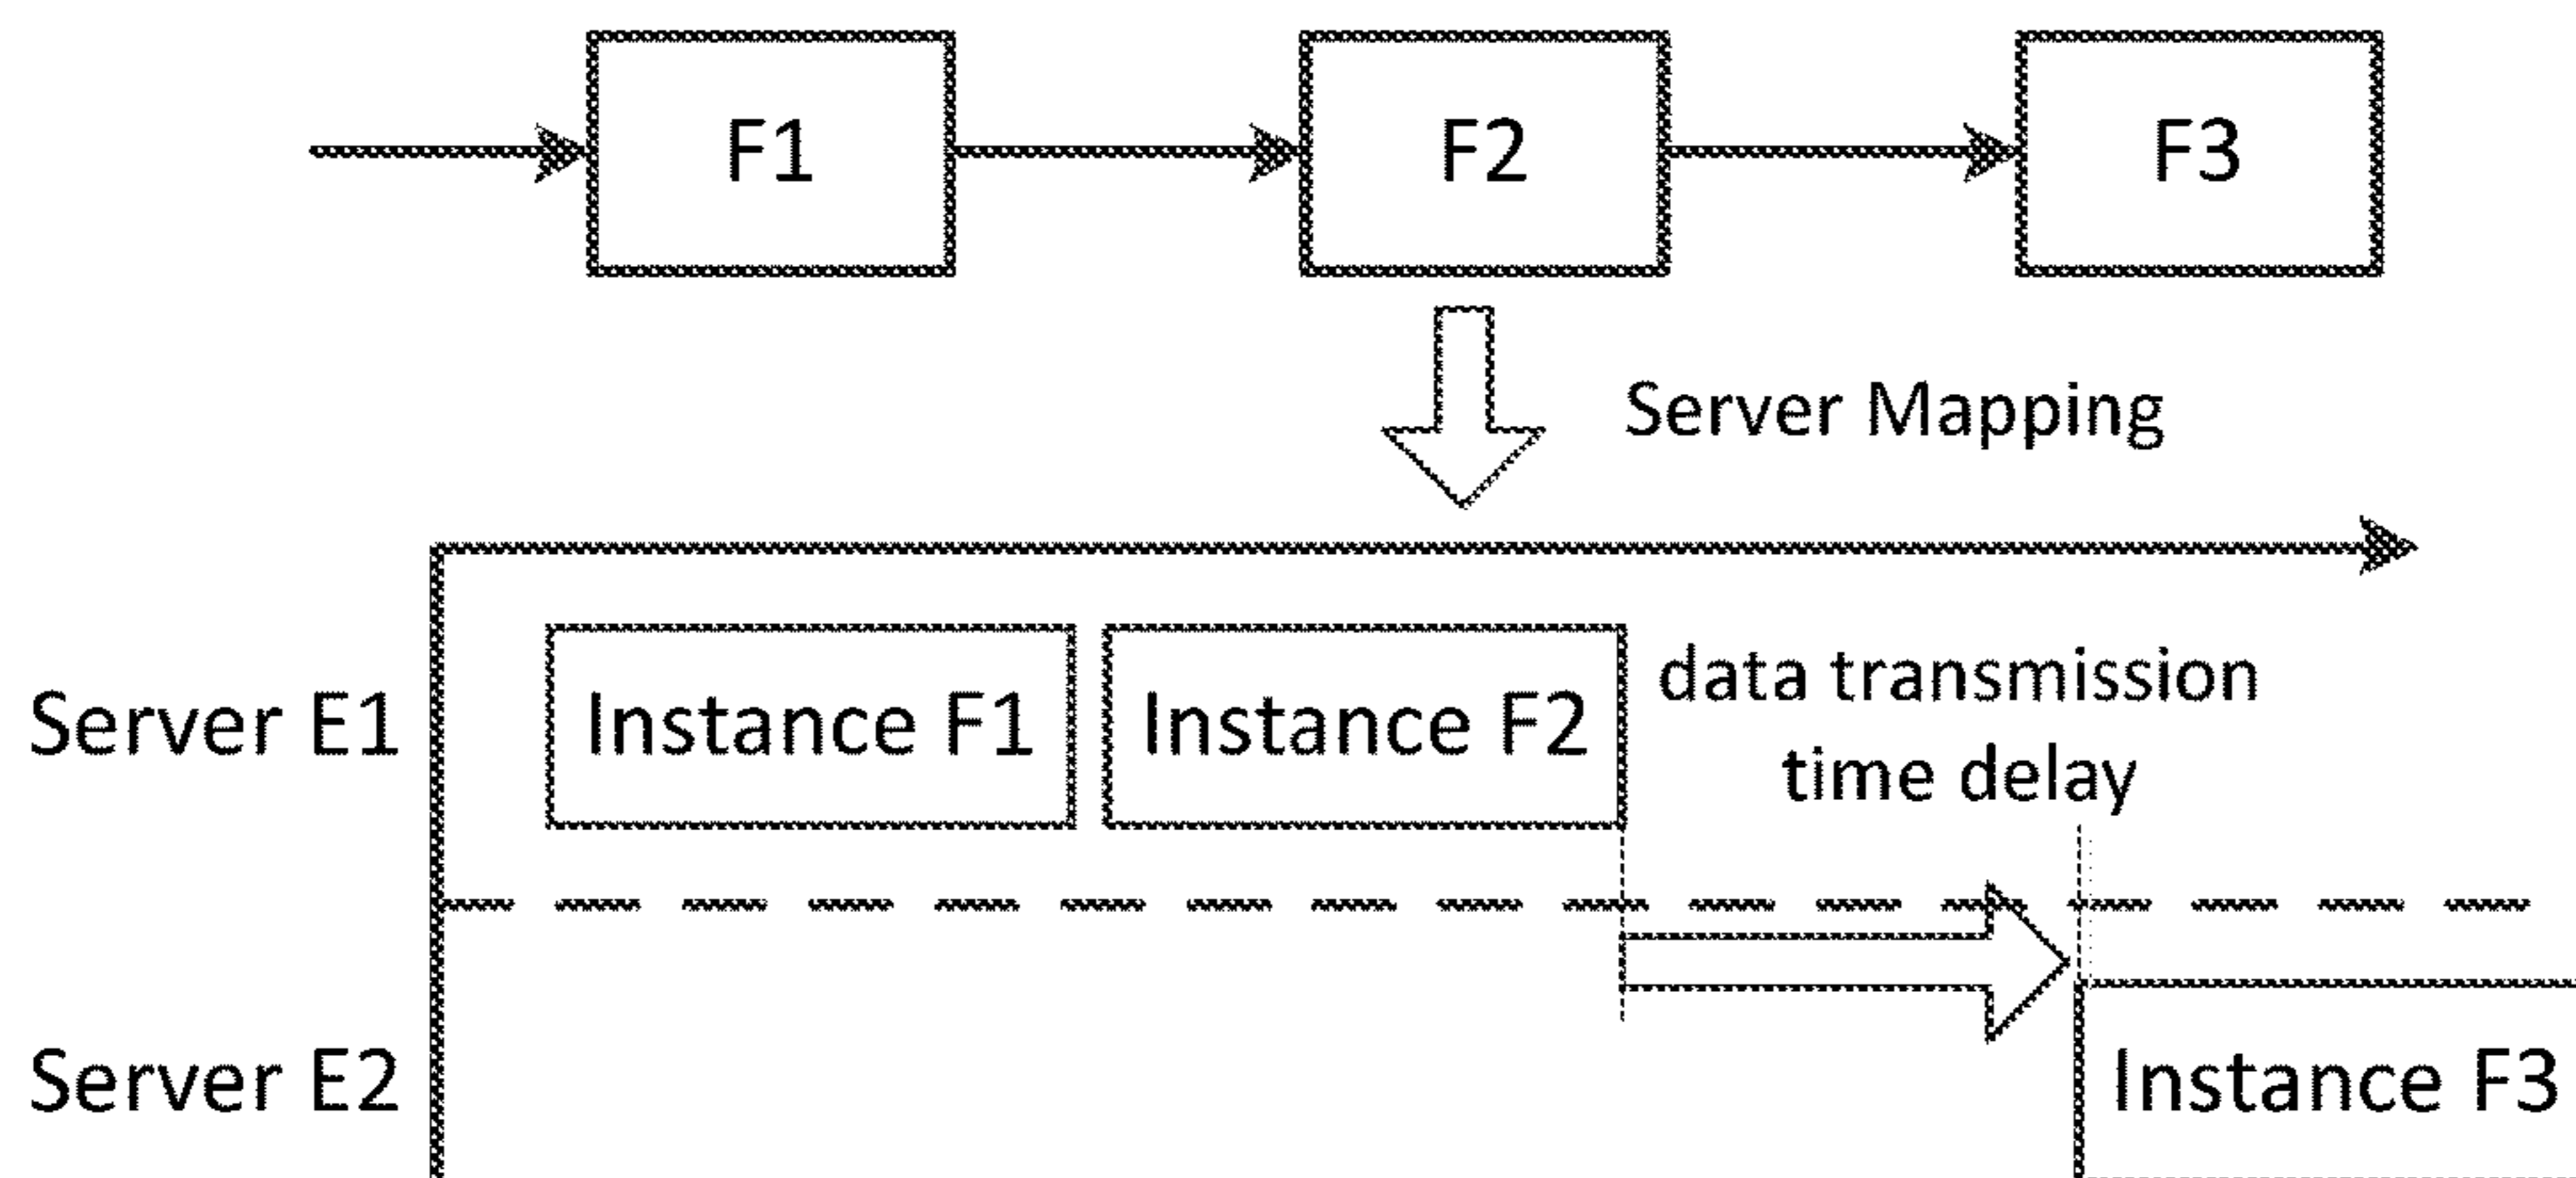 F1
F2
F3
Server Mapping
Server E1
Instance F1
Instance F2
data transmission
time delay
Server E2
Instance F3